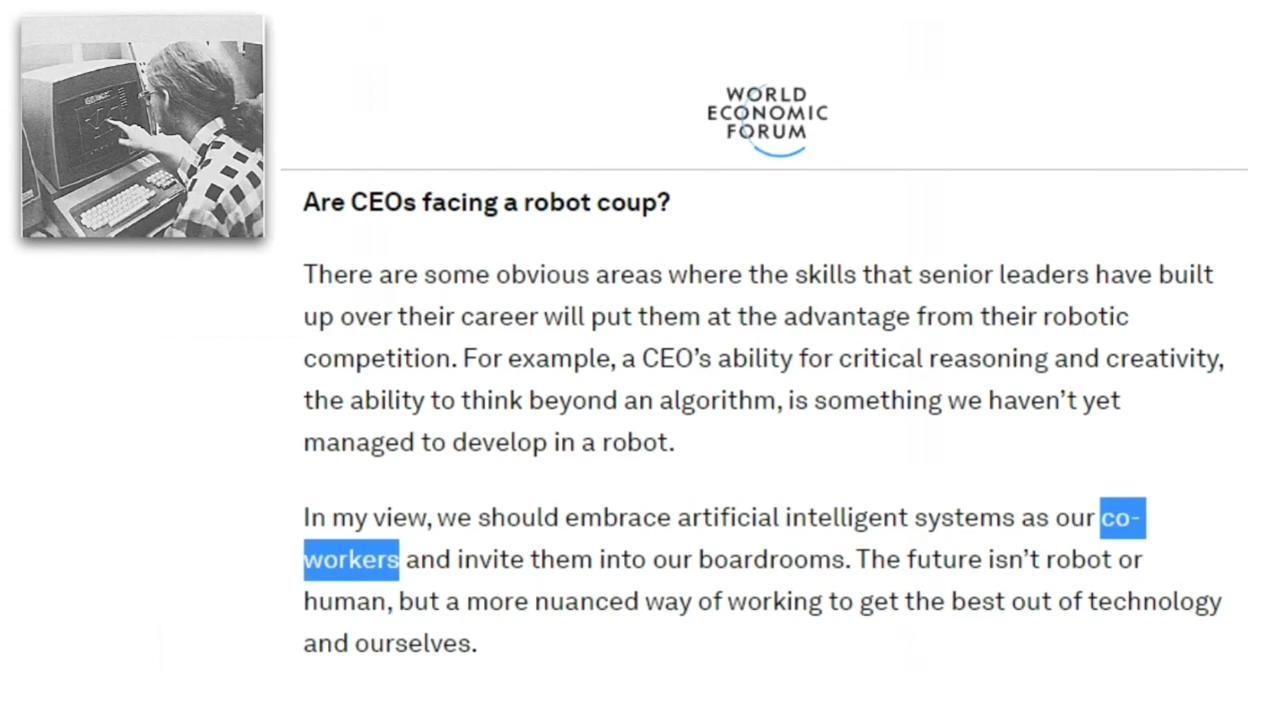 WORLD
ECONOMIC
FORUM
Are CEOs facing a robot coup?
There are some obvious areas where the skills that senior leaders have built
up over their career will put them at the advantage from their robotic
competition. For example, a CEO's ability for critical reasoning and creativity,
the ability to think beyond an algorithm, is something we haven't yet
managed to develop in a robot.
In my view, we should embrace artificial intelligent systems as our co-
workers and invite them into our boardrooms. The future isn't robot or
human, but a more nuanced way of working to get the best out of technology
and ourselves.